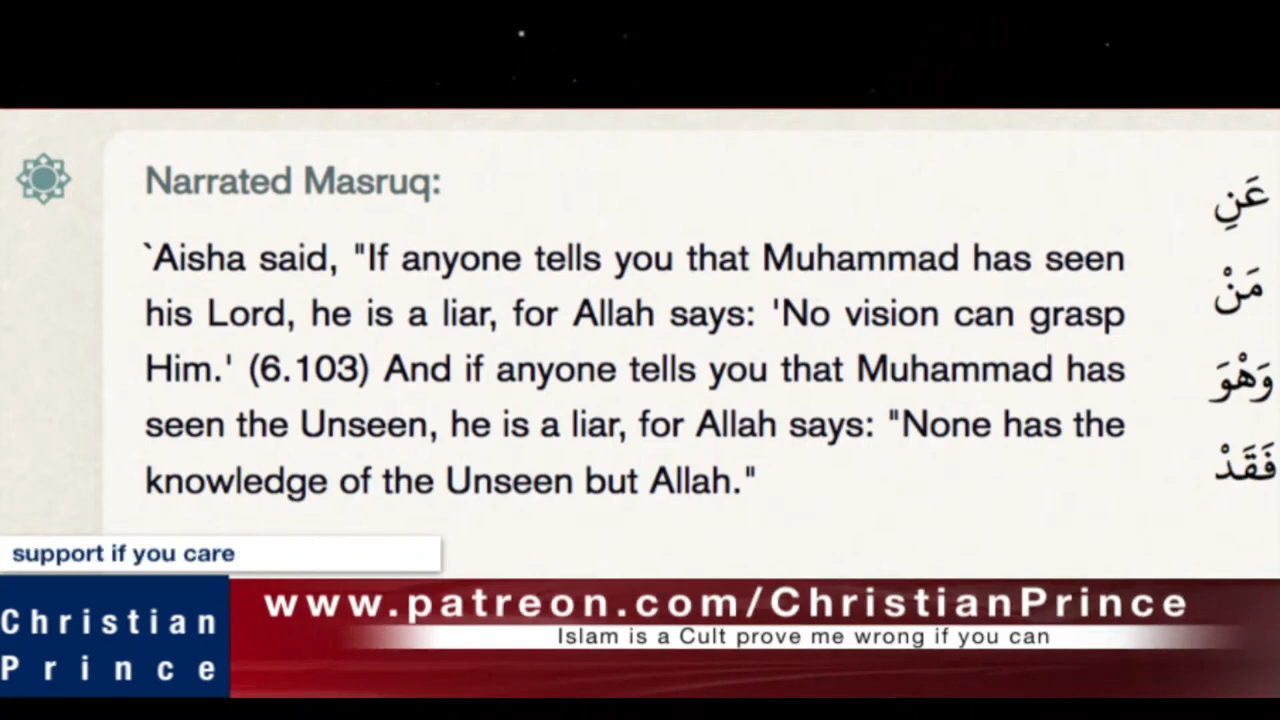 Narrated Masruq:
`Aisha said, "If anyone tells you that Muhammad has seen
his Lord, he is a liar, for Allah says: 'No vision can grasp
Him.' (6.103) And if anyone tells you that Muhammad has
seen the Unseen, he is a liar, for Allah says: "None has the
knowledge of the Unseen but Allah."
عَنِ
مَنْ
وَهْوَ
فَقَدْ
support if you care
Christian
Prince
www.patreon.com/ChristianPrince
Islam is a Cult prove me wrong if you can